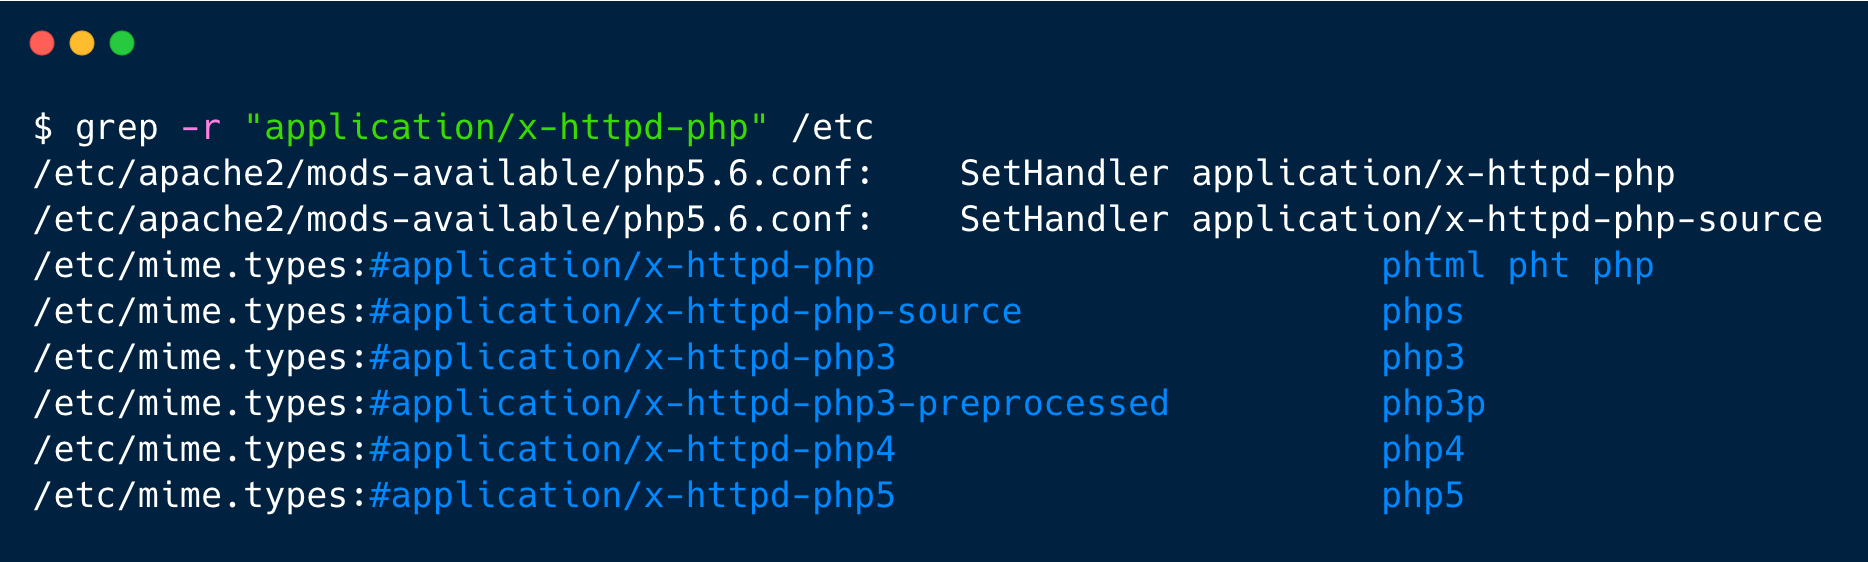 $ grep -r "application/x-httpd-php" /etc
/etc/apache2/mods-available/php5.6.conf:    SetHandler application/x-httpd-php
/etc/apache2/mods-available/php5.6.conf:    SetHandler application/x-httpd-php-source
/etc/mime.types:#application/x-httpd-php                        phtml pht php
/etc/mime.types:#application/x-httpd-php-source                 phps
/etc/mime.types:#application/x-httpd-php3                       php3
/etc/mime.types:#application/x-httpd-php3-preprocessed          php3p
/etc/mime.types:#application/x-httpd-php4                       php4
/etc/mime.types:#application/x-httpd-php5                       php5